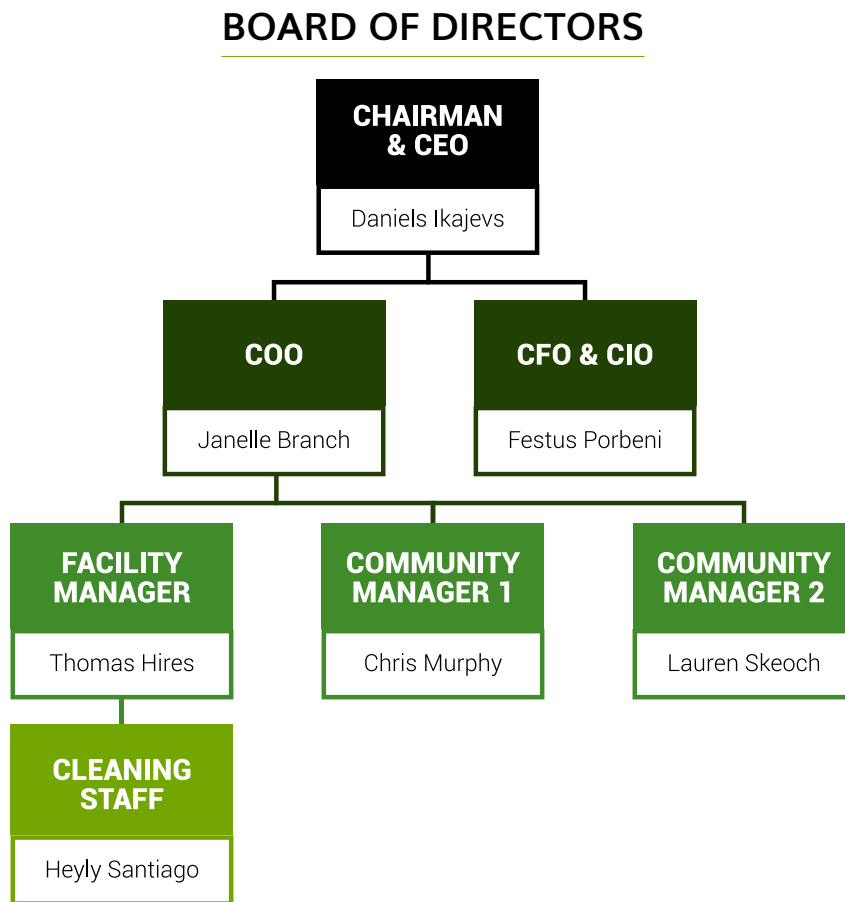 BOARD OF DIRECTORS
CHAIRMAN
& CEO
Daniels Ikajevs
COO
CFO & CIO
Janelle Branch
Festus Porbeni
FACILITY
MANAGER
COMMUNITY
MANAGER 1
COMMUNITY
MANAGER 2
Thomas Hires
Chris Murphy
Lauren Skeoch
CLEANING
STAFF
Heyly Santiago